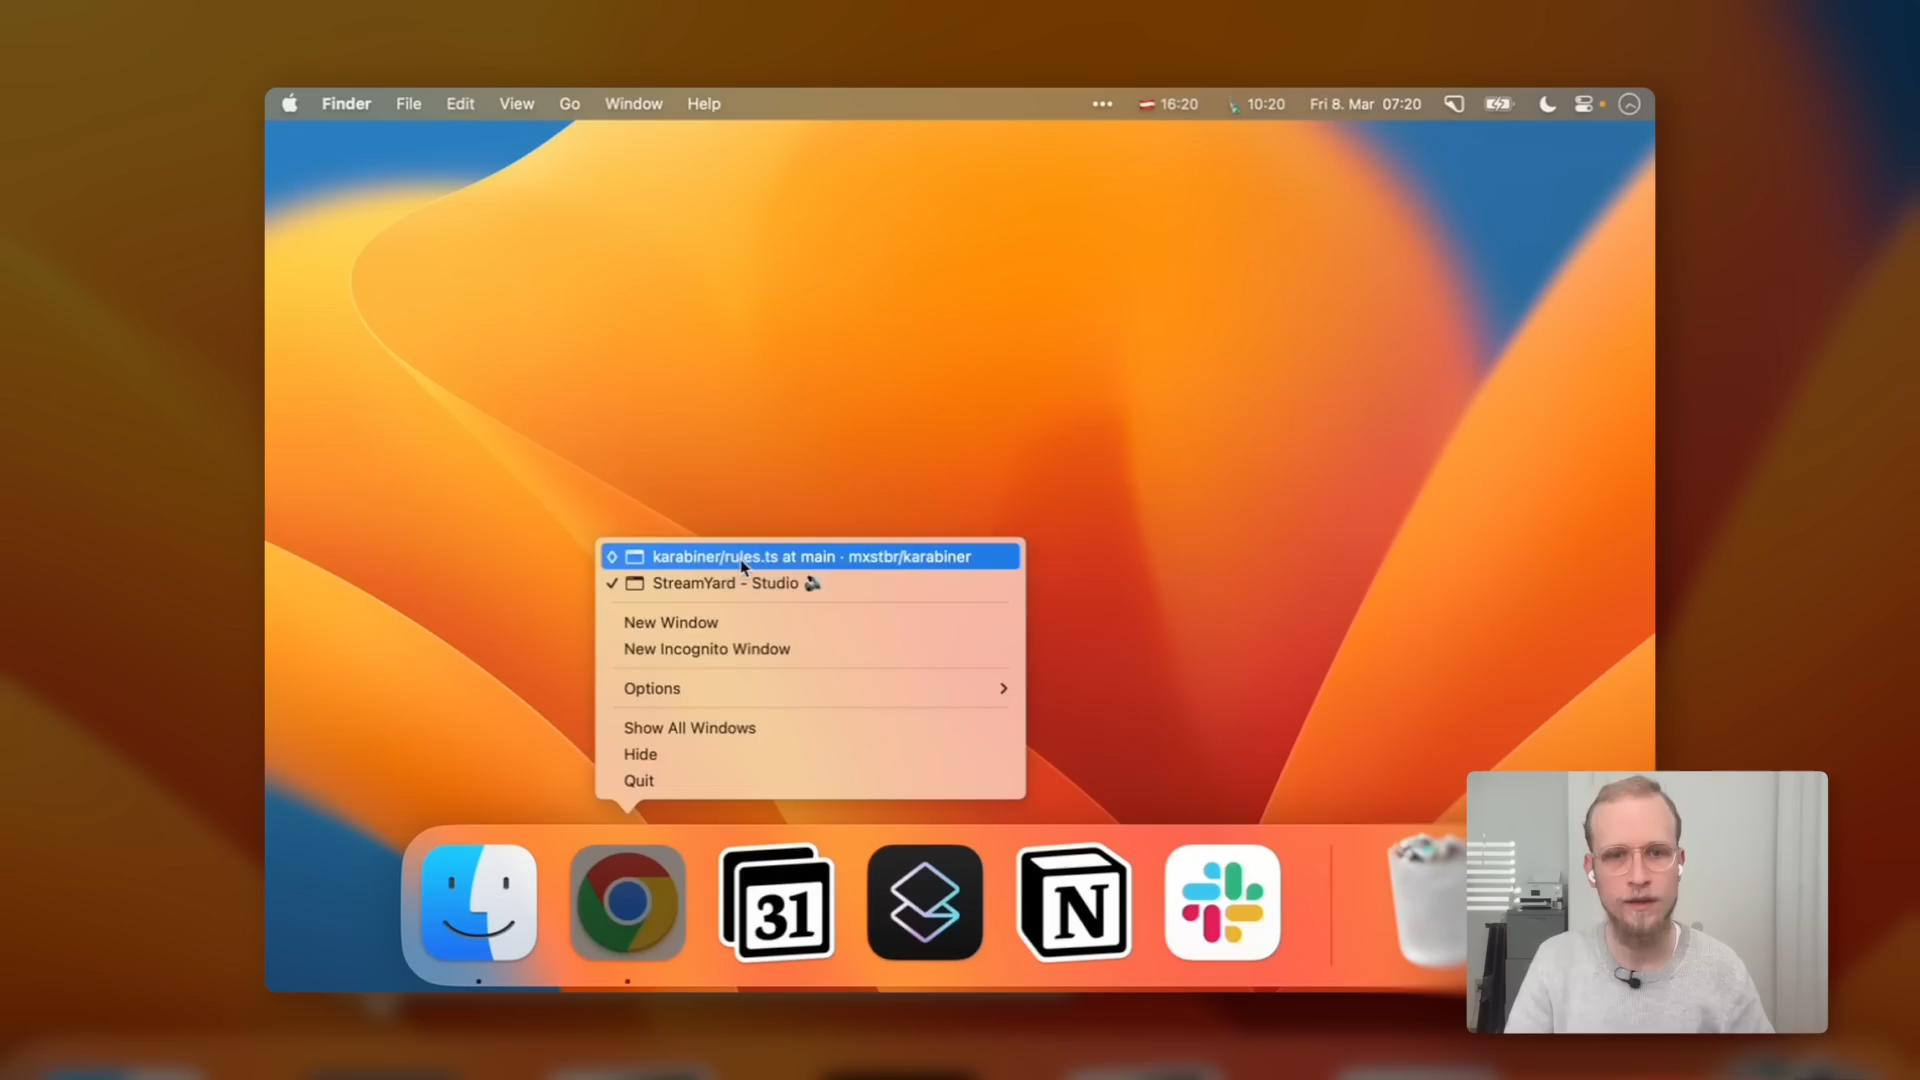 Finder File Edit View Go Window Help ••• 16:20 10:20 Fri 8. Mar 07:20
karabiner/rules.ts at main · mxstbr/karabiner
StreamYard - Studio
New Window
New Incognito Window
Options
Show All Windows
Hide
Quit
31
N